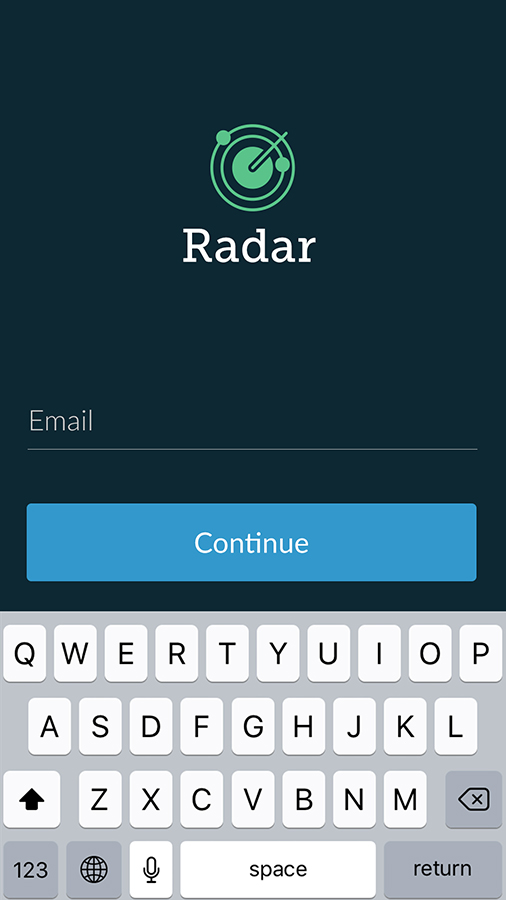 Radar
Email
Continue
Q W E R T Y U I O P
A S D F G H J K L
Z X C V B N M
123 space return